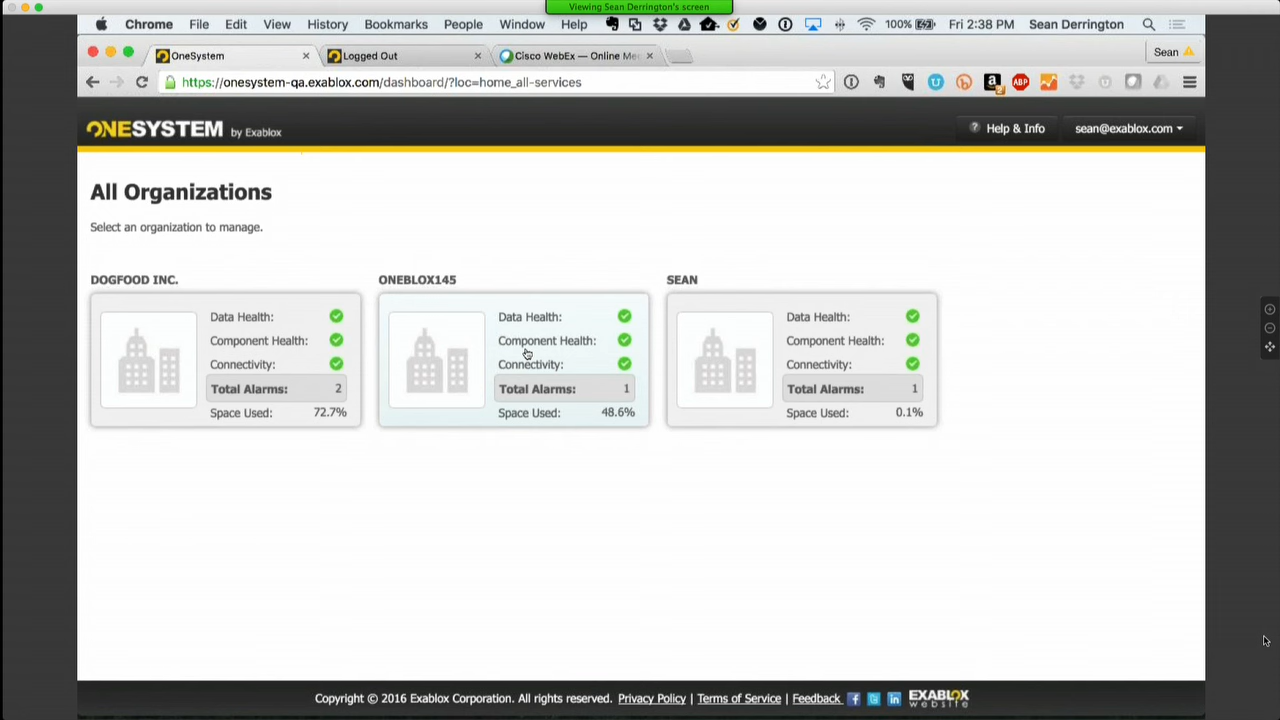 Viewing Sean Derrington's screen
Chrome File Edit View History Bookmarks People Window Help 100% Fri 2:38 PM Sean Derrington
OneSystem Logged Out Cisco WebEx — Online Me Sean
https://onesystem-qa.exablox.com/dashboard/?loc=home_all-services
ABP
ONESYSTEM by Exablox ? Help & Info sean@exablox.com
All Organizations
Select an organization to manage.
DOGFOOD INC. ONEBLOX145 SEAN
Data Health: Data Health: Data Health:
Component Health: Component Health: Component Health:
Connectivity: Connectivity: Connectivity:
Total Alarms: 2 Total Alarms: 1 Total Alarms: 1
Space Used: 72.7% Space Used: 48.6% Space Used: 0.1%
Copyright © 2016 Exablox Corporation. All rights reserved. Privacy Policy | Terms of Service | Feedback EXABLOX website